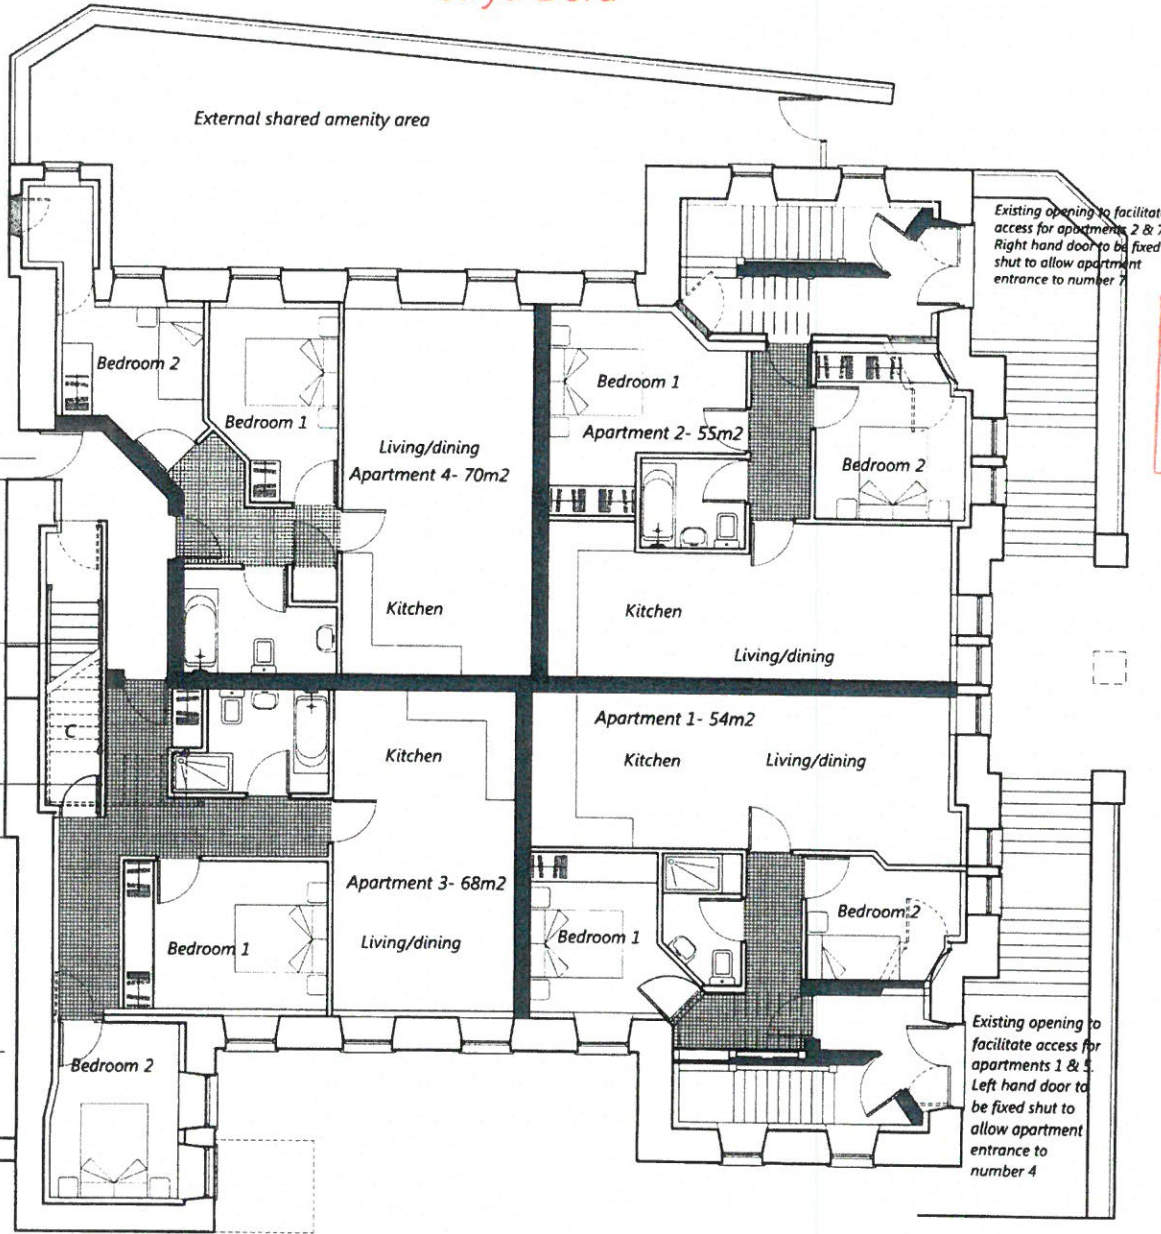 External shared amenity area
Existing opening to facilitate
access for apartments 2 & 7
Right hand door to be fixed
shut to allow apartment
entrance to number 7
Bedroom 2
Bedroom 1
Living/dining
Apartment 4- 70m2
Kitchen
Bedroom 1
Apartment 2- 55m2
Bedroom 2
Kitchen
Living/dining
Apartment 1- 54m2
Kitchen
Living/dining
Kitchen
C
Apartment 3- 68m2
Living/dining
Bedroom 1
Bedroom 2
Bedroom 1
Bedroom 2
Existing opening to
facilitate access for
apartments 1 & 5.
Left hand door to
be fixed shut to
allow apartment
entrance to
number 4